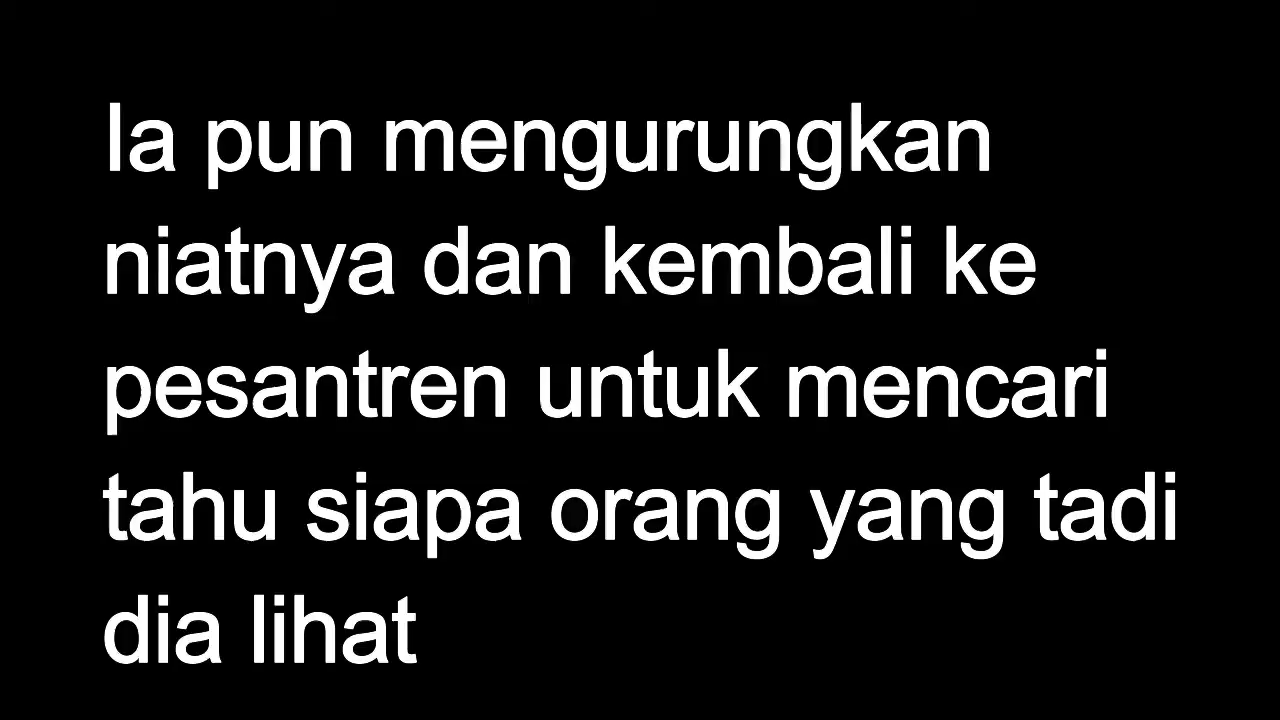 Ia pun mengurungkan
niatnya dan kembali ke
pesantren untuk mencari
tahu siapa orang yang tadi
dia lihat